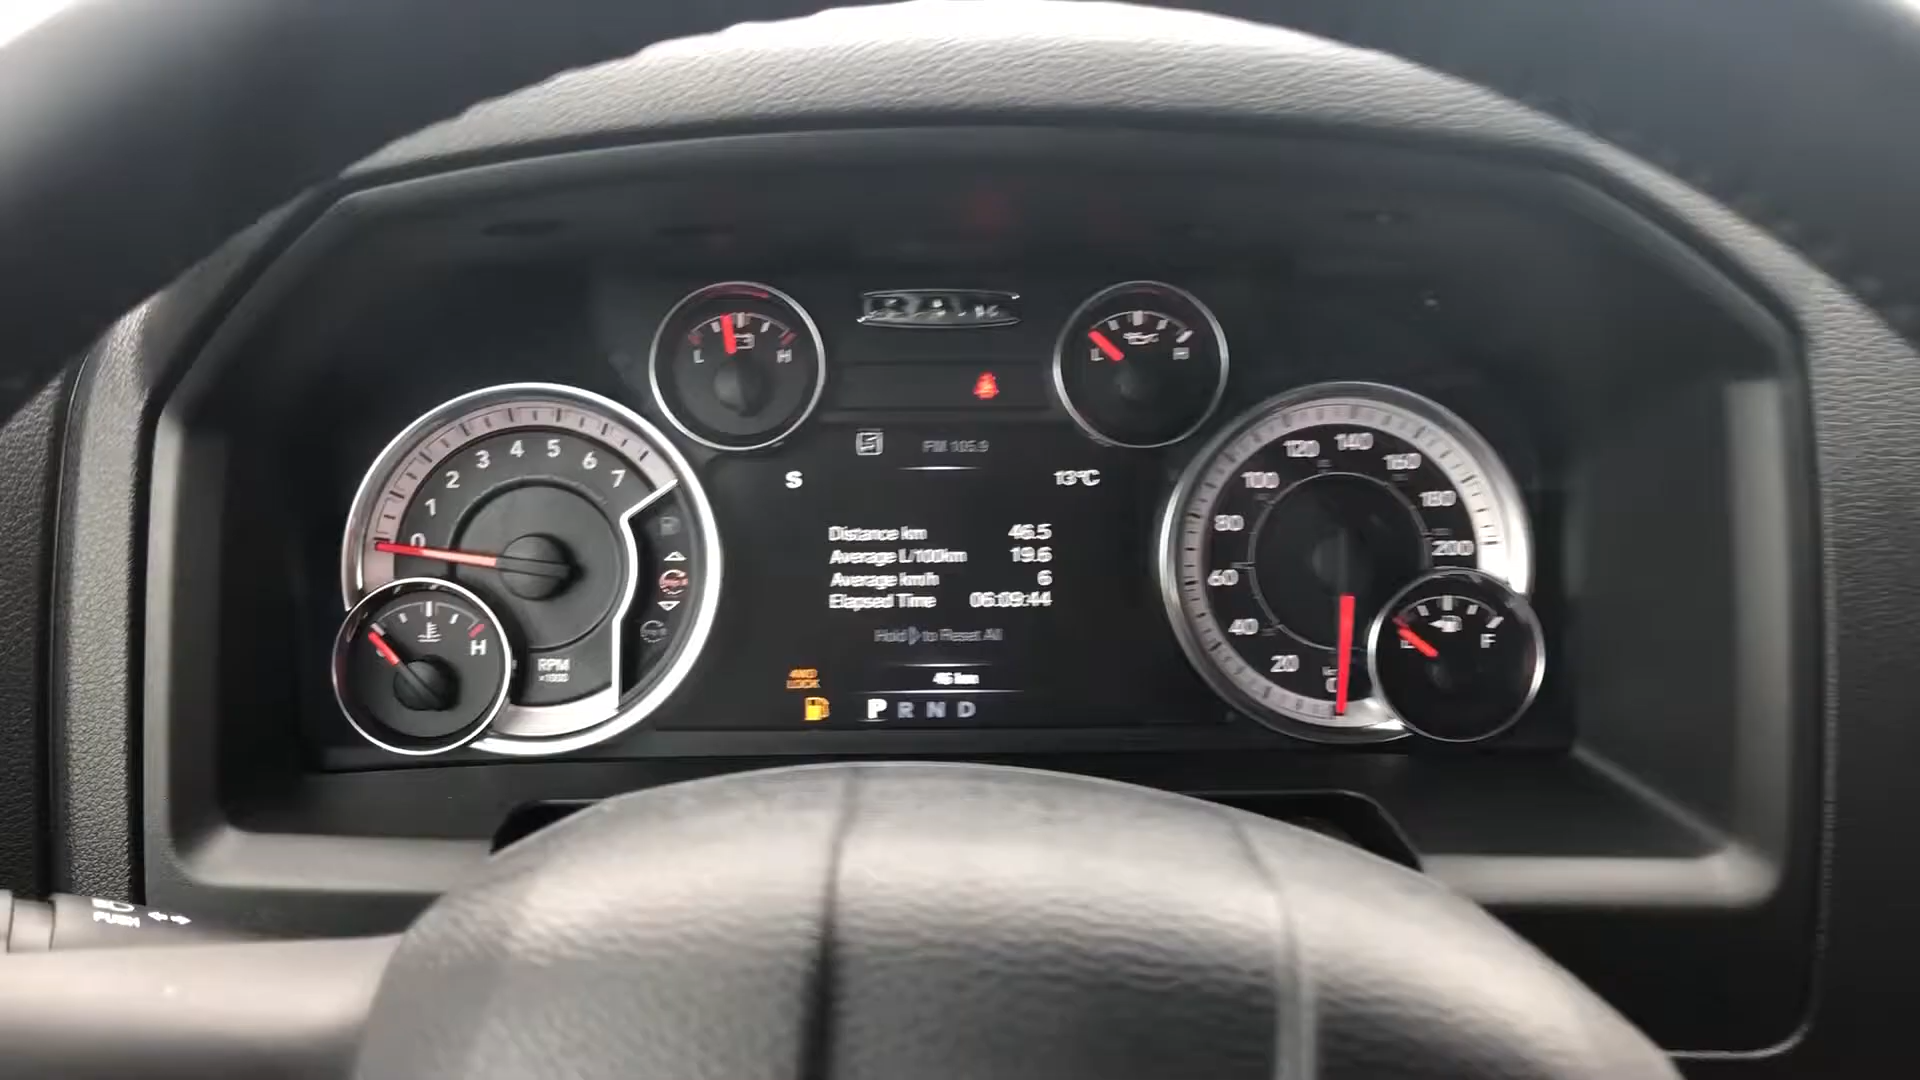 RAM
L H
L H
FM 105.9
S 13°C
0 1 2 3 4 5 6 7
RPM
×1000
H
Distance km 46.5
Average L/100km 19.6
Average km/h 6
Elapsed Time 06:09:44
Hold to Reset All
4WD
LOCK
46 km
P R N D
0 20 40 60 80 100 120 140 160 180 200
E F
PUSH